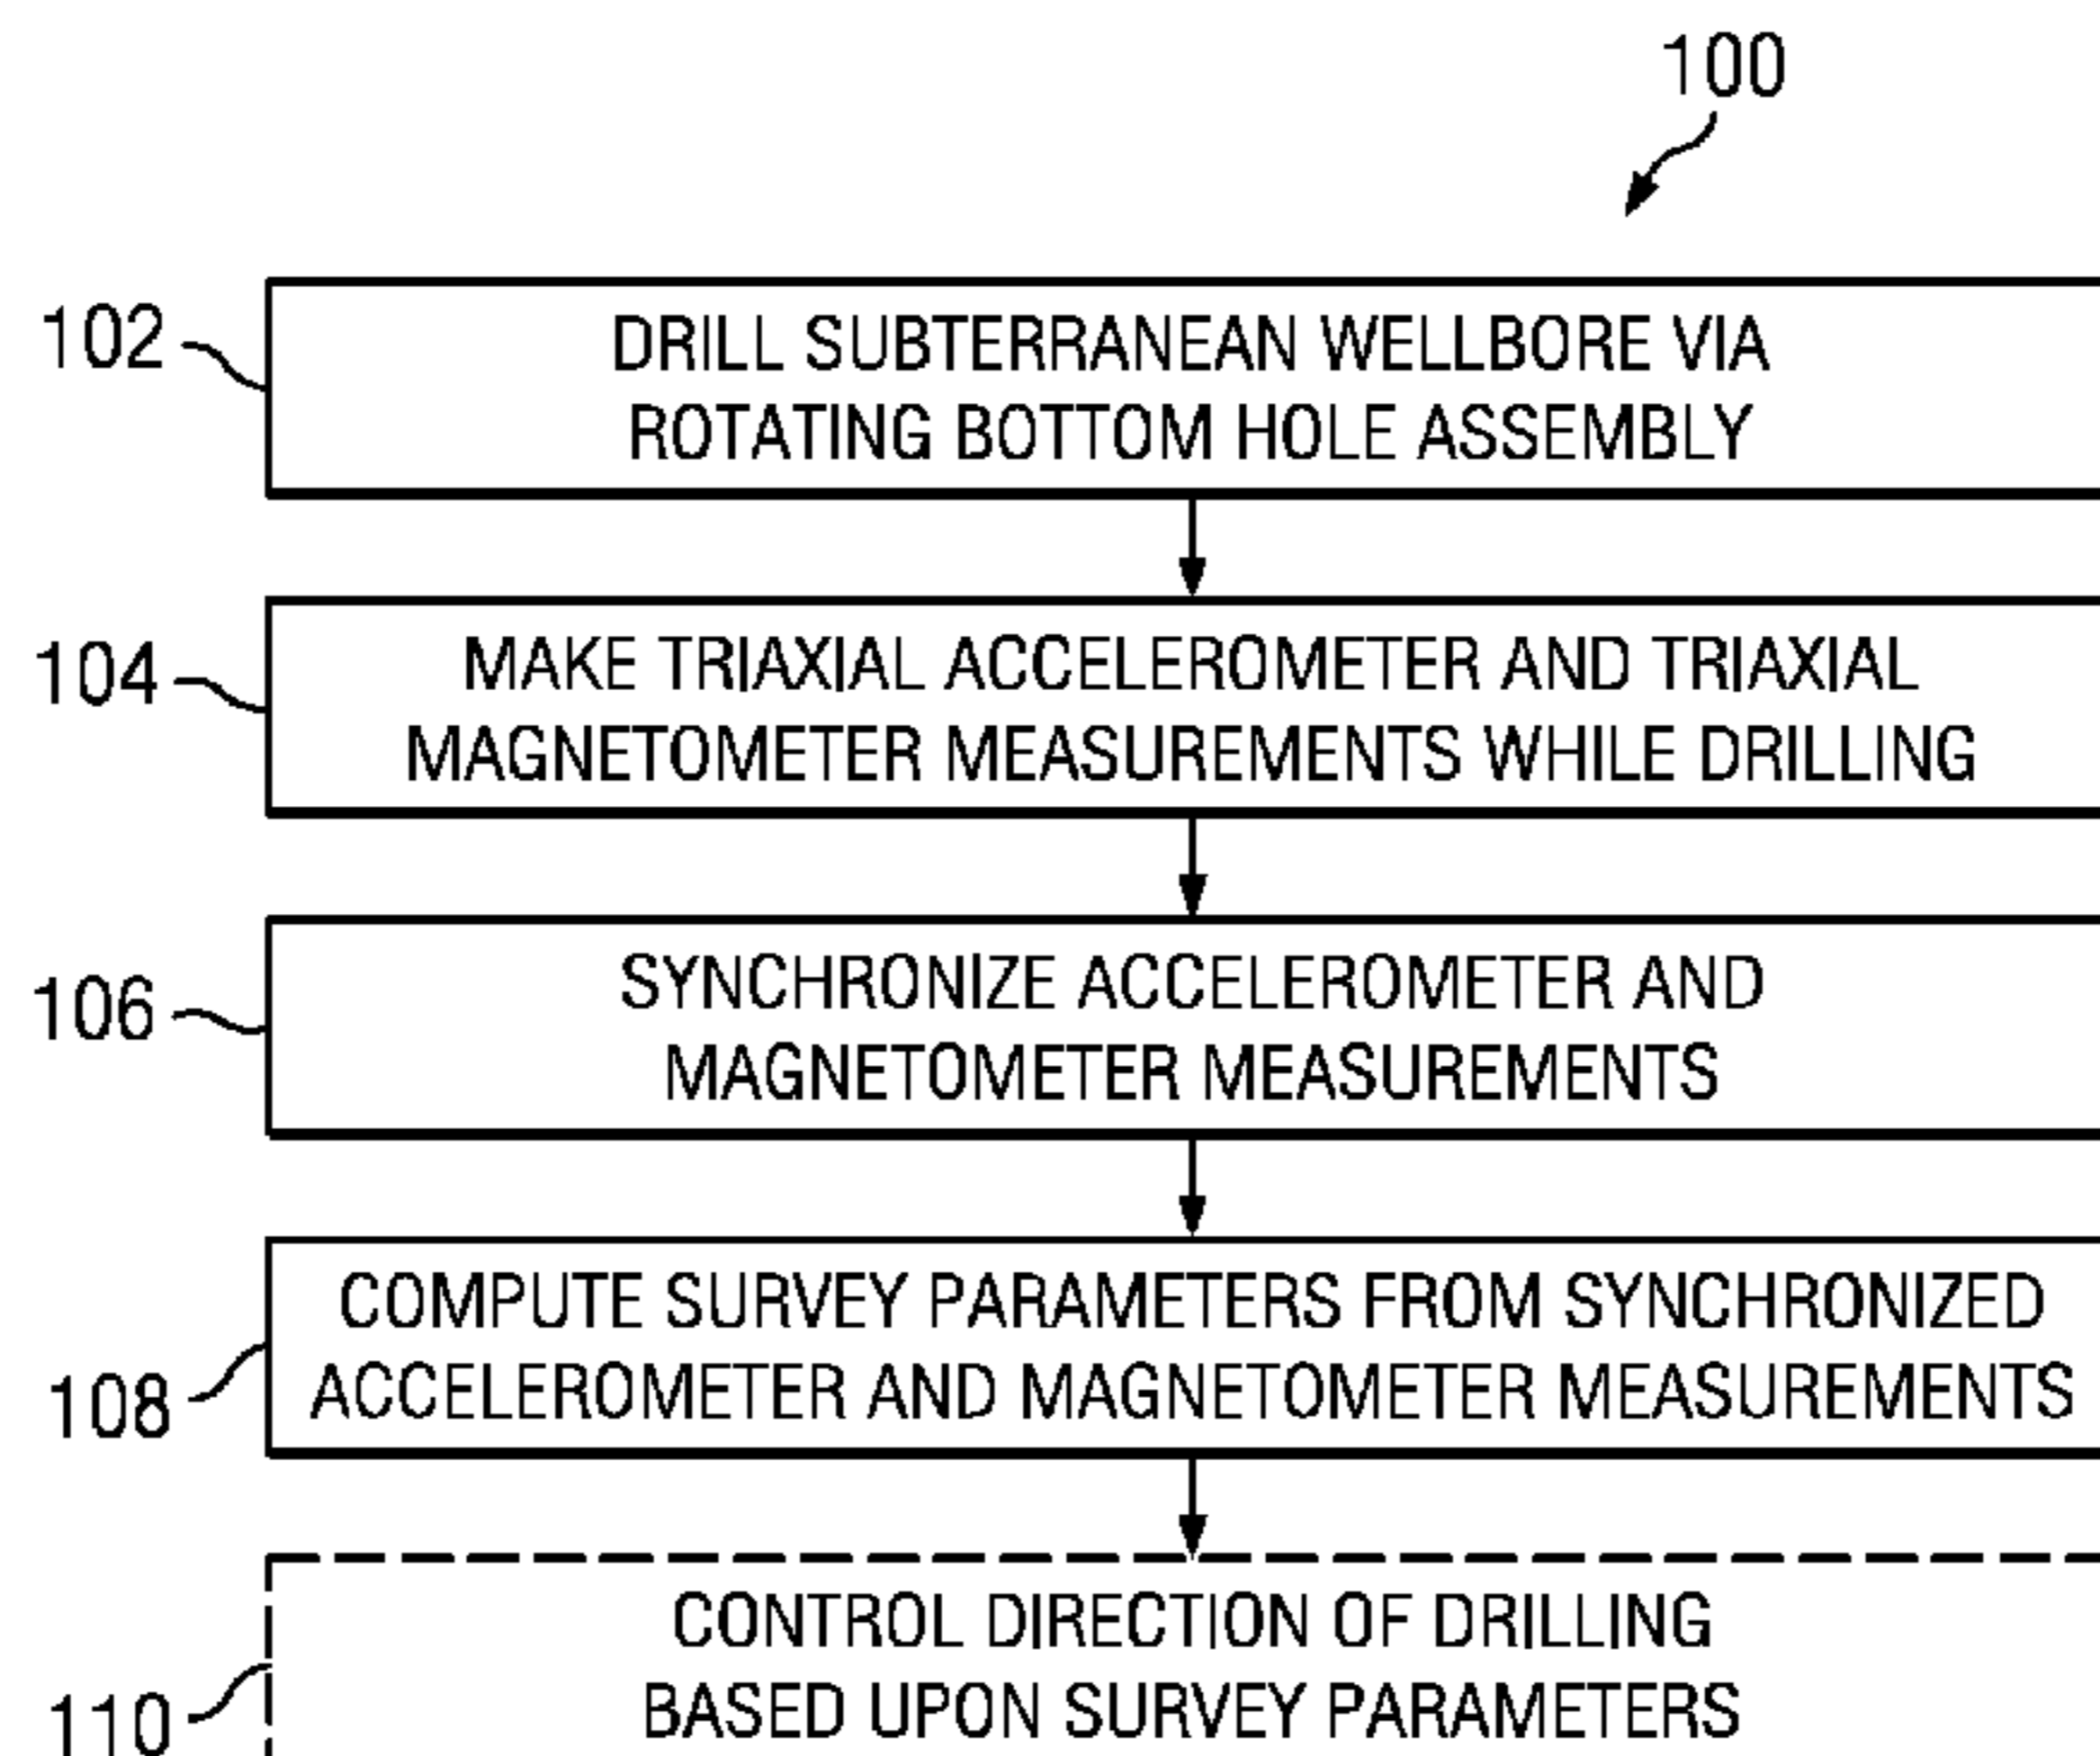 100
102
DRILL SUBTERRANEAN WELLBORE VIA
ROTATING BOTTOM HOLE ASSEMBLY
104
MAKE TRIAXIAL ACCELEROMETER AND TRIAXIAL
MAGNETOMETER MEASUREMENTS WHILE DRILLING
106
SYNCHRONIZE ACCELEROMETER AND
MAGNETOMETER MEASUREMENTS
108
COMPUTE SURVEY PARAMETERS FROM SYNCHRONIZED
ACCELEROMETER AND MAGNETOMETER MEASUREMENTS
110
CONTROL DIRECTION OF DRILLING
BASED UPON SURVEY PARAMETERS